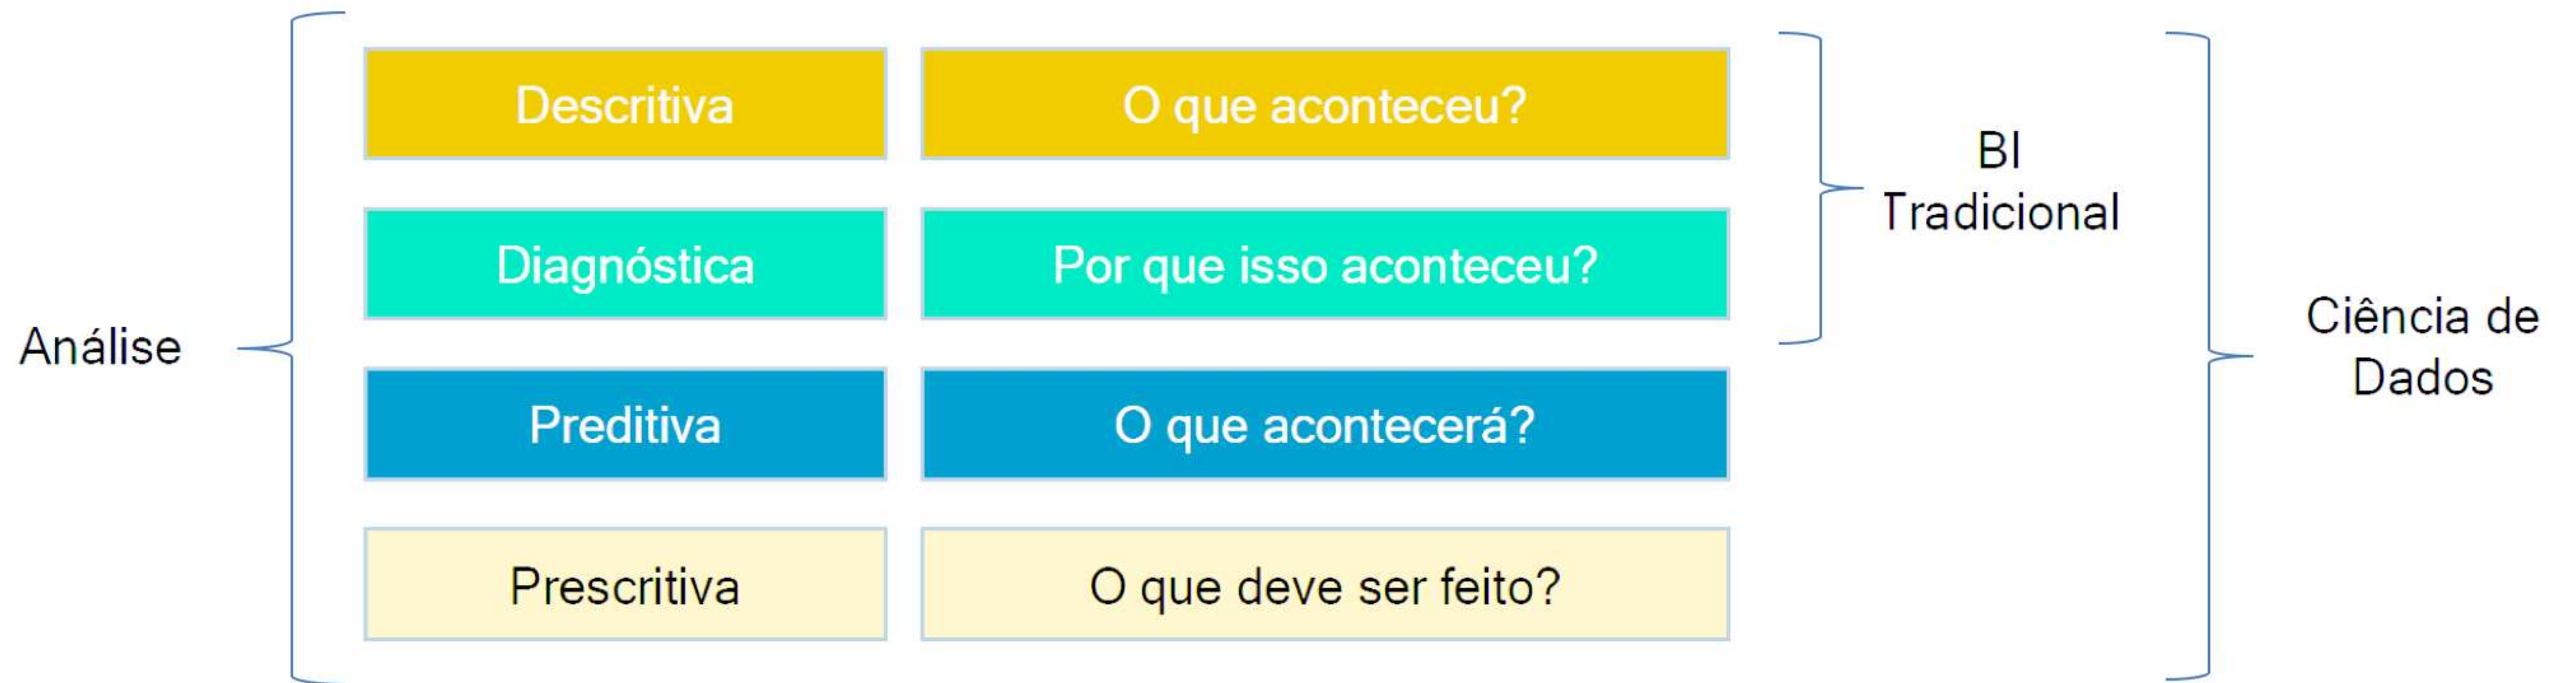 Descritiva
O que aconteceu?
BI
Tradicional
Diagnóstica
Por que isso aconteceu?
Análise
Ciência de
Dados
Preditiva
O que acontecerá?
Prescritiva
O que deve ser feito?